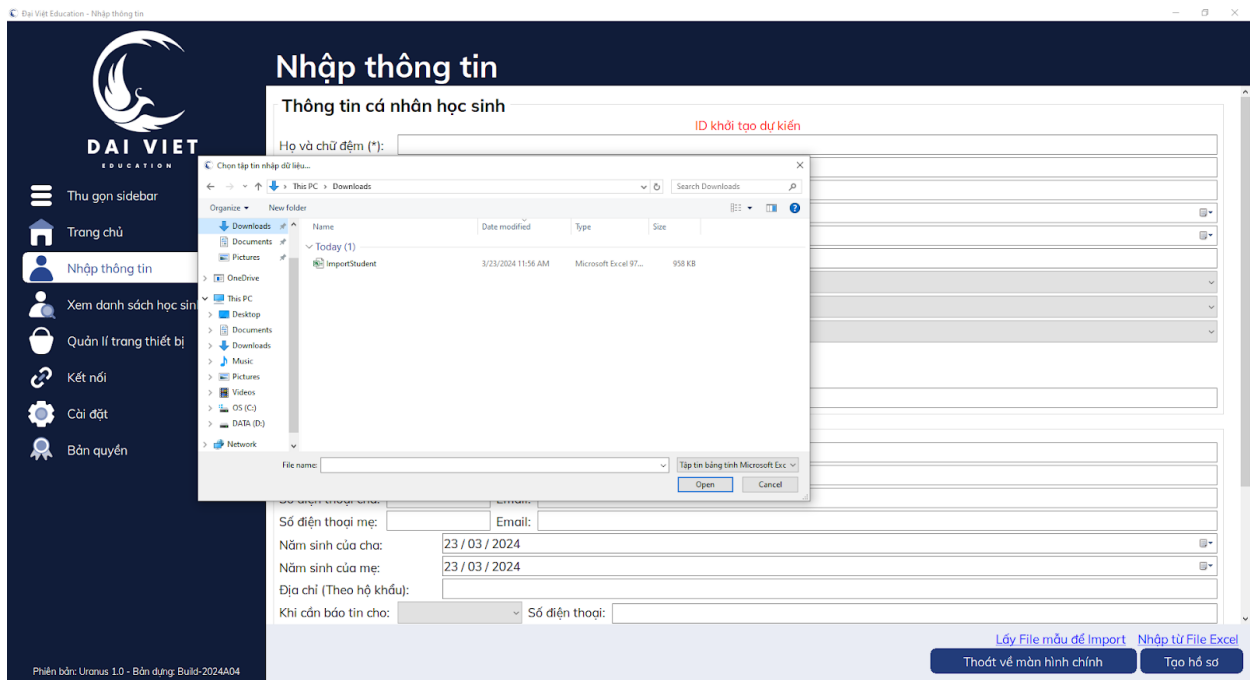 Đại Việt Education - Nhập thông tin
DAI VIET
EDUCATION
Thu gọn sidebar
Trang chủ
Nhập thông tin
Xem danh sách học sin
Quản lí trang thiết bị
Kết nối
Cài đặt
Bản quyền
Phiên bản: Uranus 1.0 - Bản dựng: Build-2024A04
Nhập thông tin
Thông tin cá nhân học sinh
ID khởi tạo dự kiến
Họ và chữ đệm (*):
Chọn tập tin nhập dữ liệu...
This PC > Downloads
Search Downloads
Organize
New folder
Downloads
Documents
Pictures
OneDrive
This PC
Desktop
Documents
Downloads
Music
Pictures
Videos
OS (C:)
DATA (D:)
Network
Name Date modified Type Size
Today (1)
ImportStudent 3/23/2024 11:56 AM Microsoft Excel 97... 958 KB
File name:
Tập tin bảng tính Microsoft Exc
Open Cancel
Số điện thoại cha: Email:
Số điện thoại mẹ: Email:
Năm sinh của cha: 23 / 03 / 2024
Năm sinh của mẹ: 23 / 03 / 2024
Địa chỉ (Theo hộ khẩu):
Khi cần báo tin cho: Số điện thoại:
Lấy File mẫu để Import Nhập từ File Excel
Thoát về màn hình chính Tạo hồ sơ